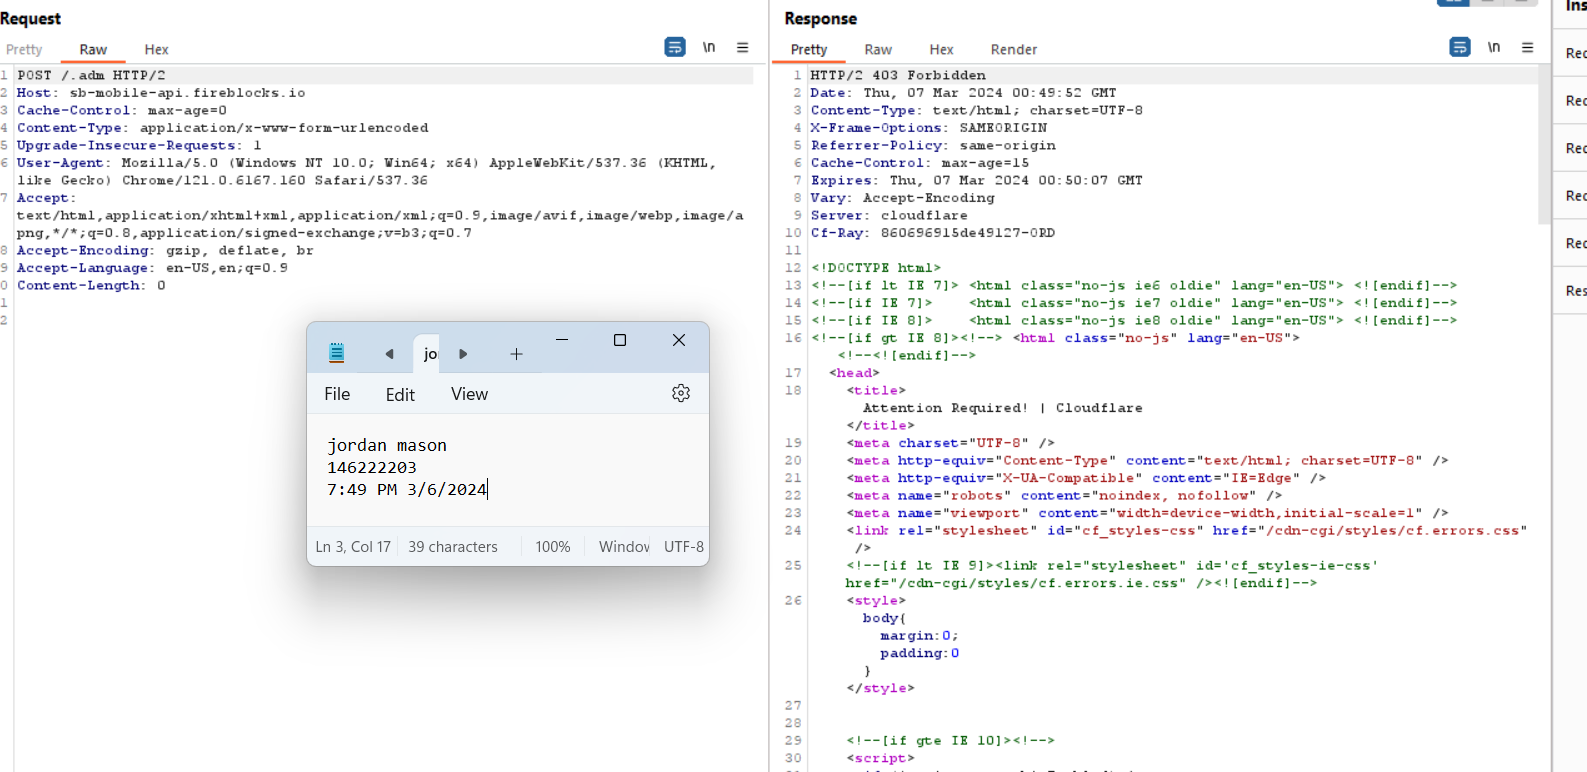 Request
Pretty Raw Hex \n
1 POST /.adm HTTP/2
2 Host: sb-mobile-api.fireblocks.io
3 Cache-Control: max-age=0
4 Content-Type: application/x-www-form-urlencoded
5 Upgrade-Insecure-Requests: 1
6 User-Agent: Mozilla/5.0 (Windows NT 10.0; Win64; x64) AppleWebKit/537.36 (KHTML,
like Gecko) Chrome/121.0.6167.160 Safari/537.36
7 Accept:
text/html,application/xhtml+xml,application/xml;q=0.9,image/avif,image/webp,image/a
png,*/*;q=0.8,application/signed-exchange;v=b3;q=0.7
8 Accept-Encoding: gzip, deflate, br
9 Accept-Language: en-US,en;q=0.9
0 Content-Length: 0
1
2
jo
File Edit View
jordan mason
146222203
7:49 PM 3/6/2024
Ln 3, Col 17 39 characters 100% Window UTF-8
Response
Pretty Raw Hex Render \n
1 HTTP/2 403 Forbidden
2 Date: Thu, 07 Mar 2024 00:49:52 GMT
3 Content-Type: text/html; charset=UTF-8
4 X-Frame-Options: SAMEORIGIN
5 Referrer-Policy: same-origin
6 Cache-Control: max-age=15
7 Expires: Thu, 07 Mar 2024 00:50:07 GMT
8 Vary: Accept-Encoding
9 Server: cloudflare
10 Cf-Ray: 860696915de49127-ORD
11
12 <!DOCTYPE html>
13 <!--[if lt IE 7]> <html class="no-js ie6 oldie" lang="en-US"> <![endif]-->
14 <!--[if IE 7]> <html class="no-js ie7 oldie" lang="en-US"> <![endif]-->
15 <!--[if IE 8]> <html class="no-js ie8 oldie" lang="en-US"> <![endif]-->
16 <!--[if gt IE 8]><!--> <html class="no-js" lang="en-US">
<!--<![endif]-->
17 <head>
18 <title>
Attention Required! | Cloudflare
</title>
19 <meta charset="UTF-8" />
20 <meta http-equiv="Content-Type" content="text/html; charset=UTF-8" />
21 <meta http-equiv="X-UA-Compatible" content="IE=Edge" />
22 <meta name="robots" content="noindex, nofollow" />
23 <meta name="viewport" content="width=device-width,initial-scale=1" />
24 <link rel="stylesheet" id="cf_styles-css" href="/cdn-cgi/styles/cf.errors.css"
/>
25 <!--[if lt IE 9]><link rel="stylesheet" id='cf_styles-ie-css'
href="/cdn-cgi/styles/cf.errors.ie.css" /><![endif]-->
26 <style>
body{
margin:0;
padding:0
}
</style>
27
28
29 <!--[if gte IE 10]><!-->
30 <script>
Ins
Rec
Rec
Rec
Rec
Rec
Res